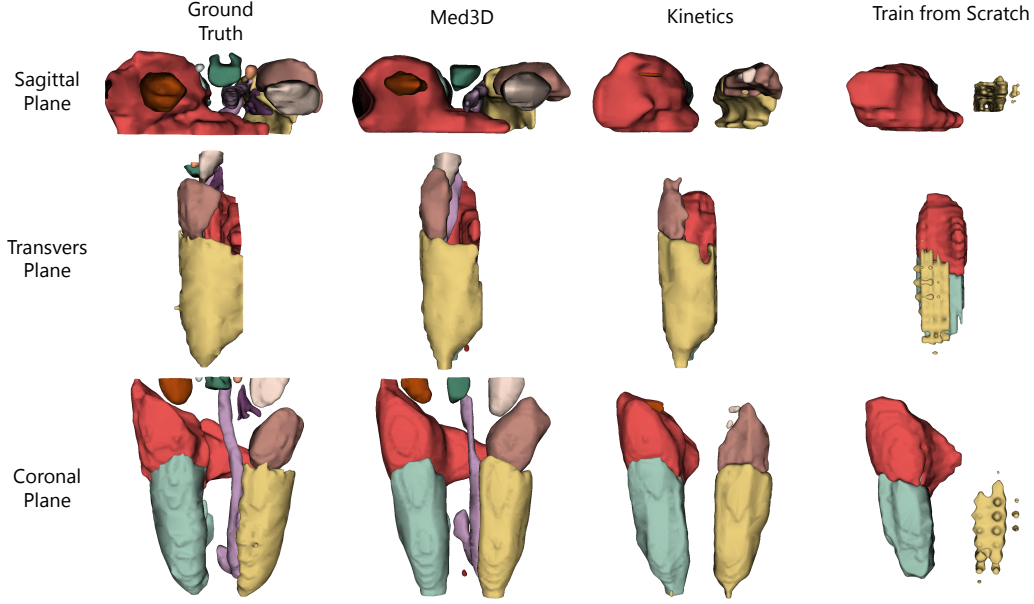 Ground
Truth
Med3D
Kinetics
Train from Scratch
Sagittal
Plane
Transvers
Plane
Coronal
Plane